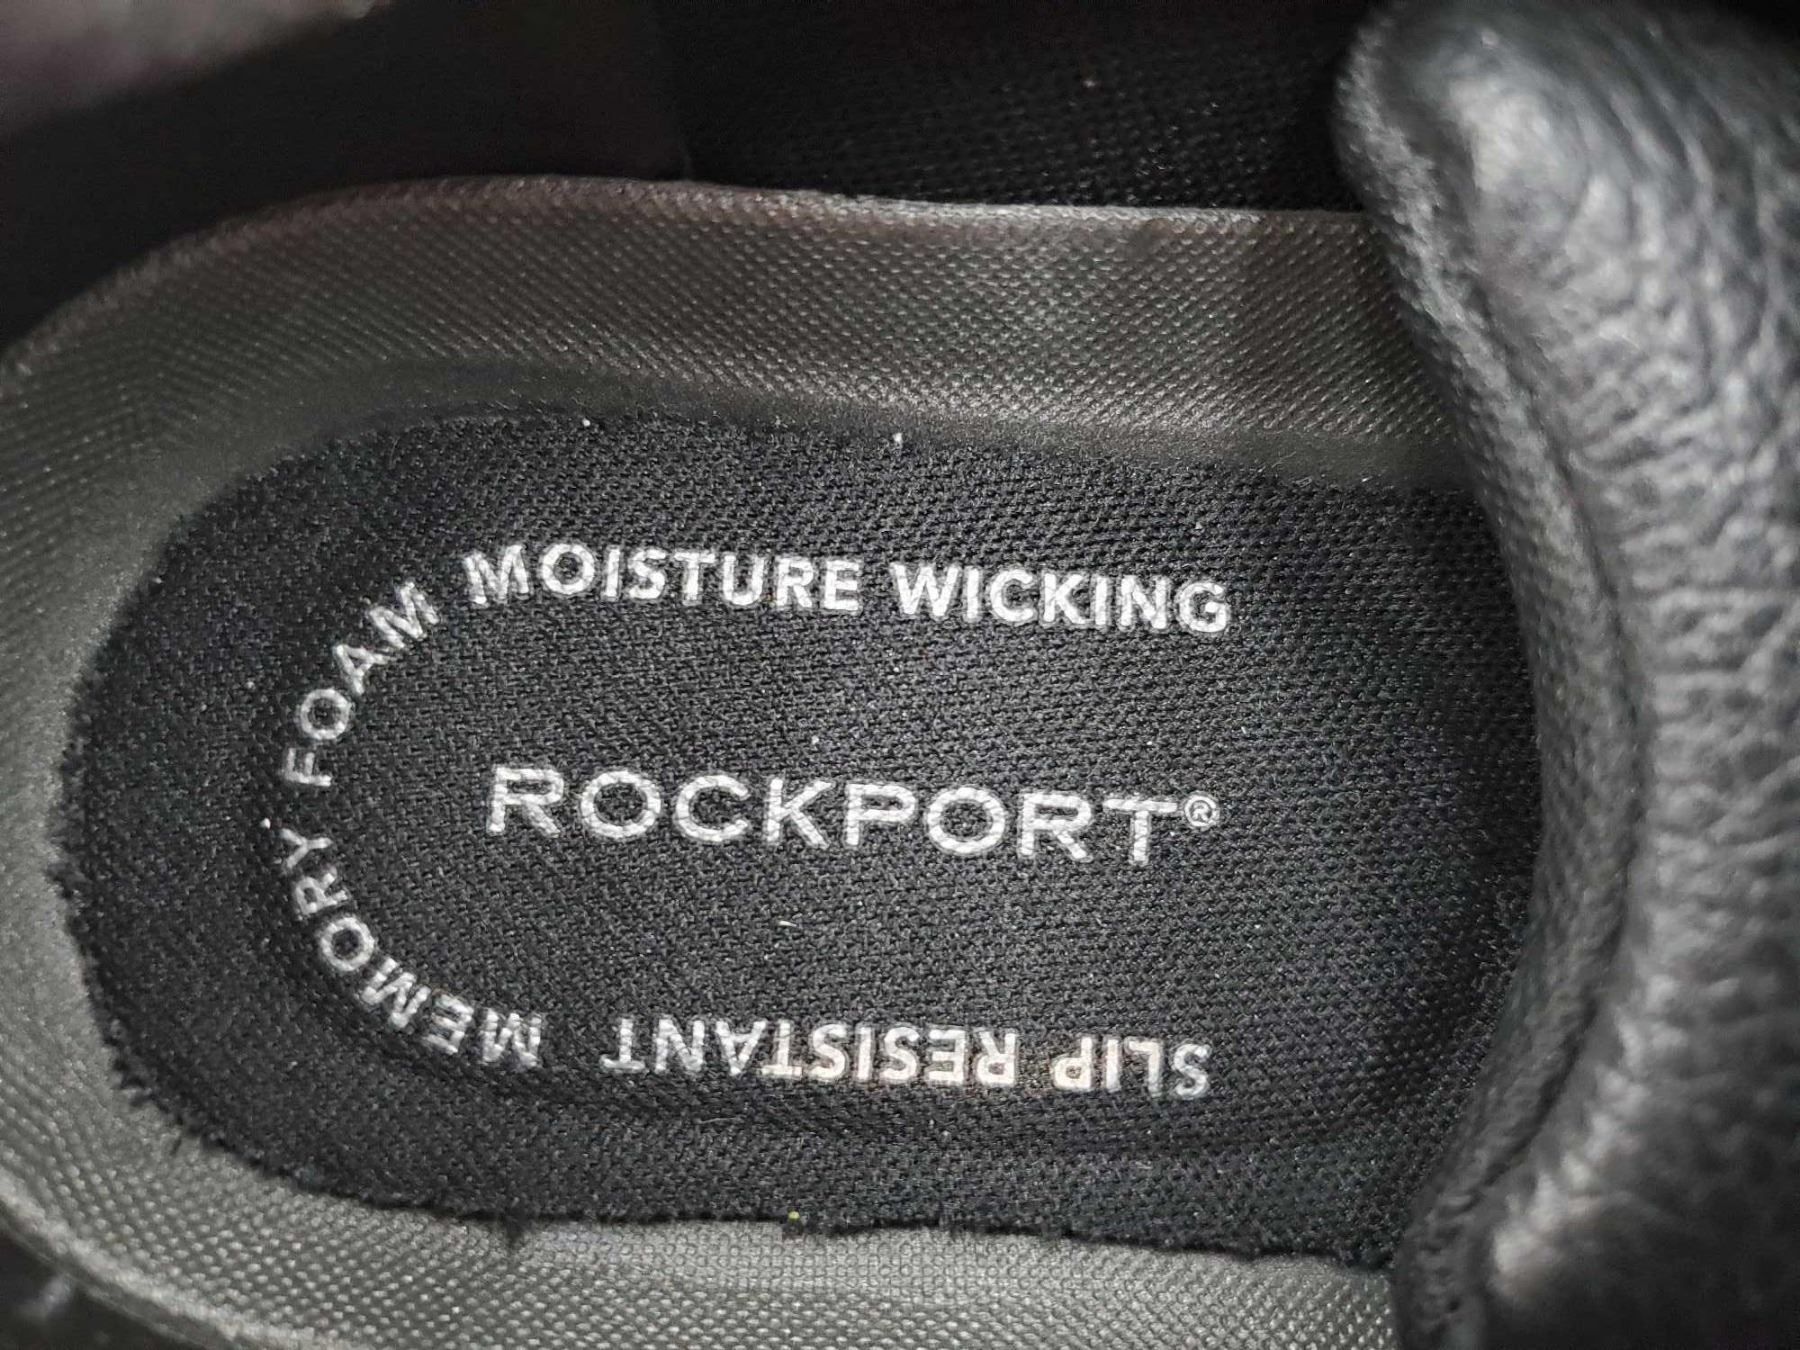 MOISTURE WICKING
MEMORY FOAM
ROCKPORT®
SLIP RESISTANT